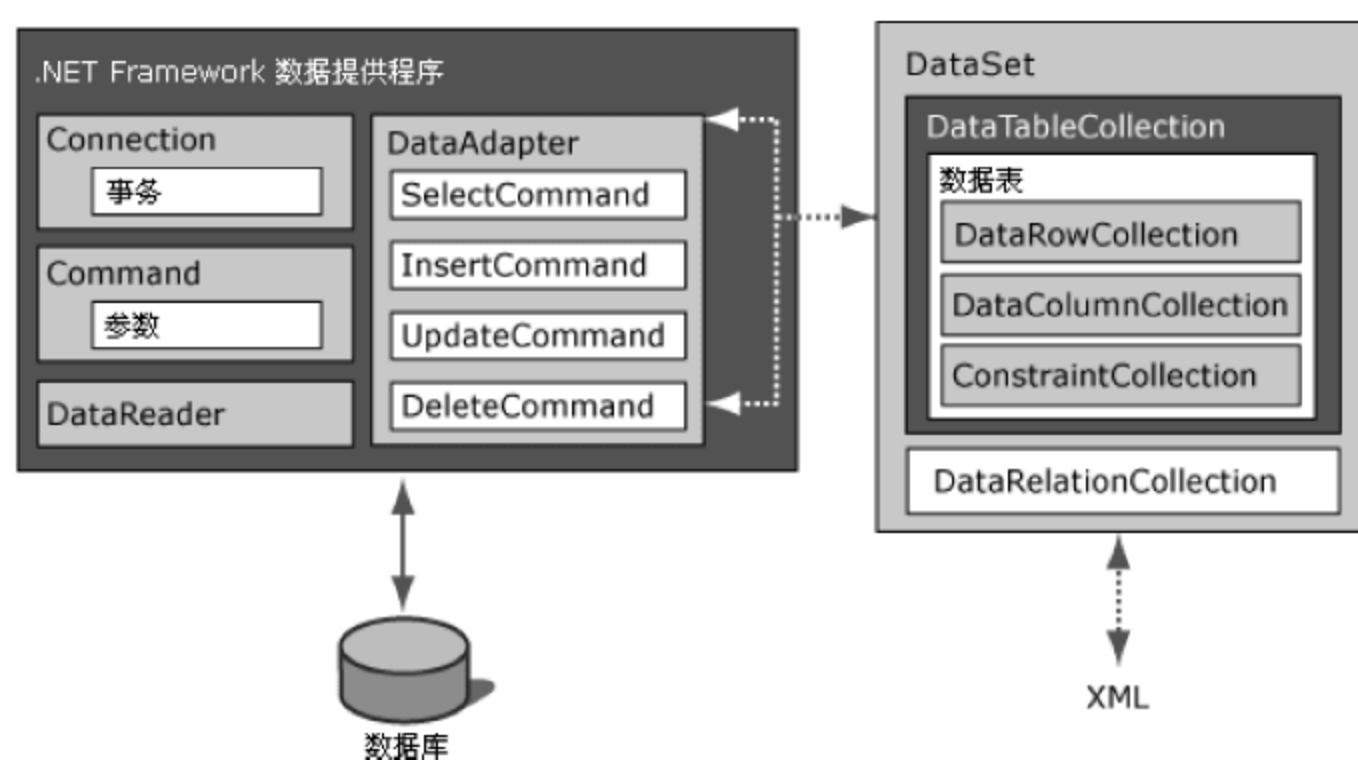 .NET Framework 数据提供程序
Connection
事务
Command
参数
DataReader
DataAdapter
SelectCommand
InsertCommand
UpdateCommand
DeleteCommand
数据库
DataSet
DataTableCollection
数据表
DataRowCollection
DataColumnCollection
ConstraintCollection
DataRelationCollection
XML